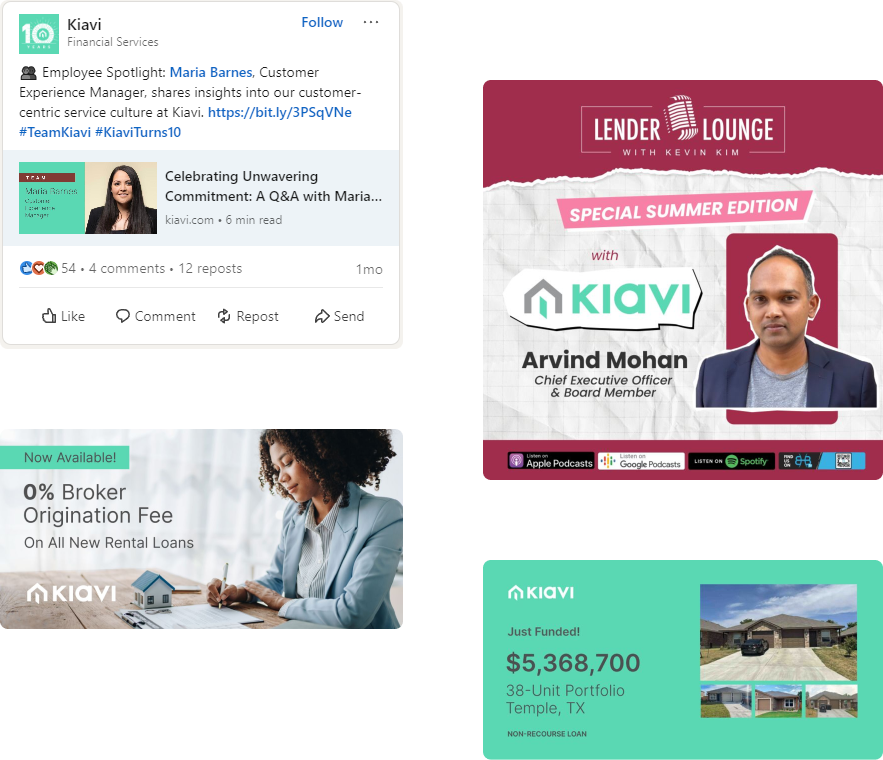 10
YEARS
Kiavi
Financial Services
Follow
Employee Spotlight: Maria Barnes, Customer
Experience Manager, shares insights into our customer-
centric service culture at Kiavi. https://bit.ly/3PSqVNe
#TeamKiavi #KiaviTurns10
TEAM
Maria Barnes
Customer
Experience
Manager
Celebrating Unwavering
Commitment: A Q&A with Maria...
kiavi.com • 6 min read
54 • 4 comments • 12 reposts
1mo
Like
Comment
Repost
Send
Now Available!
0% Broker
Origination Fee
On All New Rental Loans
KIAVI
LENDER LOUNGE
WITH KEVIN KIM
SPECIAL SUMMER EDITION
with
KIAVI
Arvind Mohan
Chief Executive Officer
& Board Member
Listen on
Apple Podcasts
Listen on
Google Podcasts
LISTEN ON
Spotify
FIND
US
ON
KIAVI
Just Funded!
$5,368,700
38-Unit Portfolio
Temple, TX
NON-RECOURSE LOAN